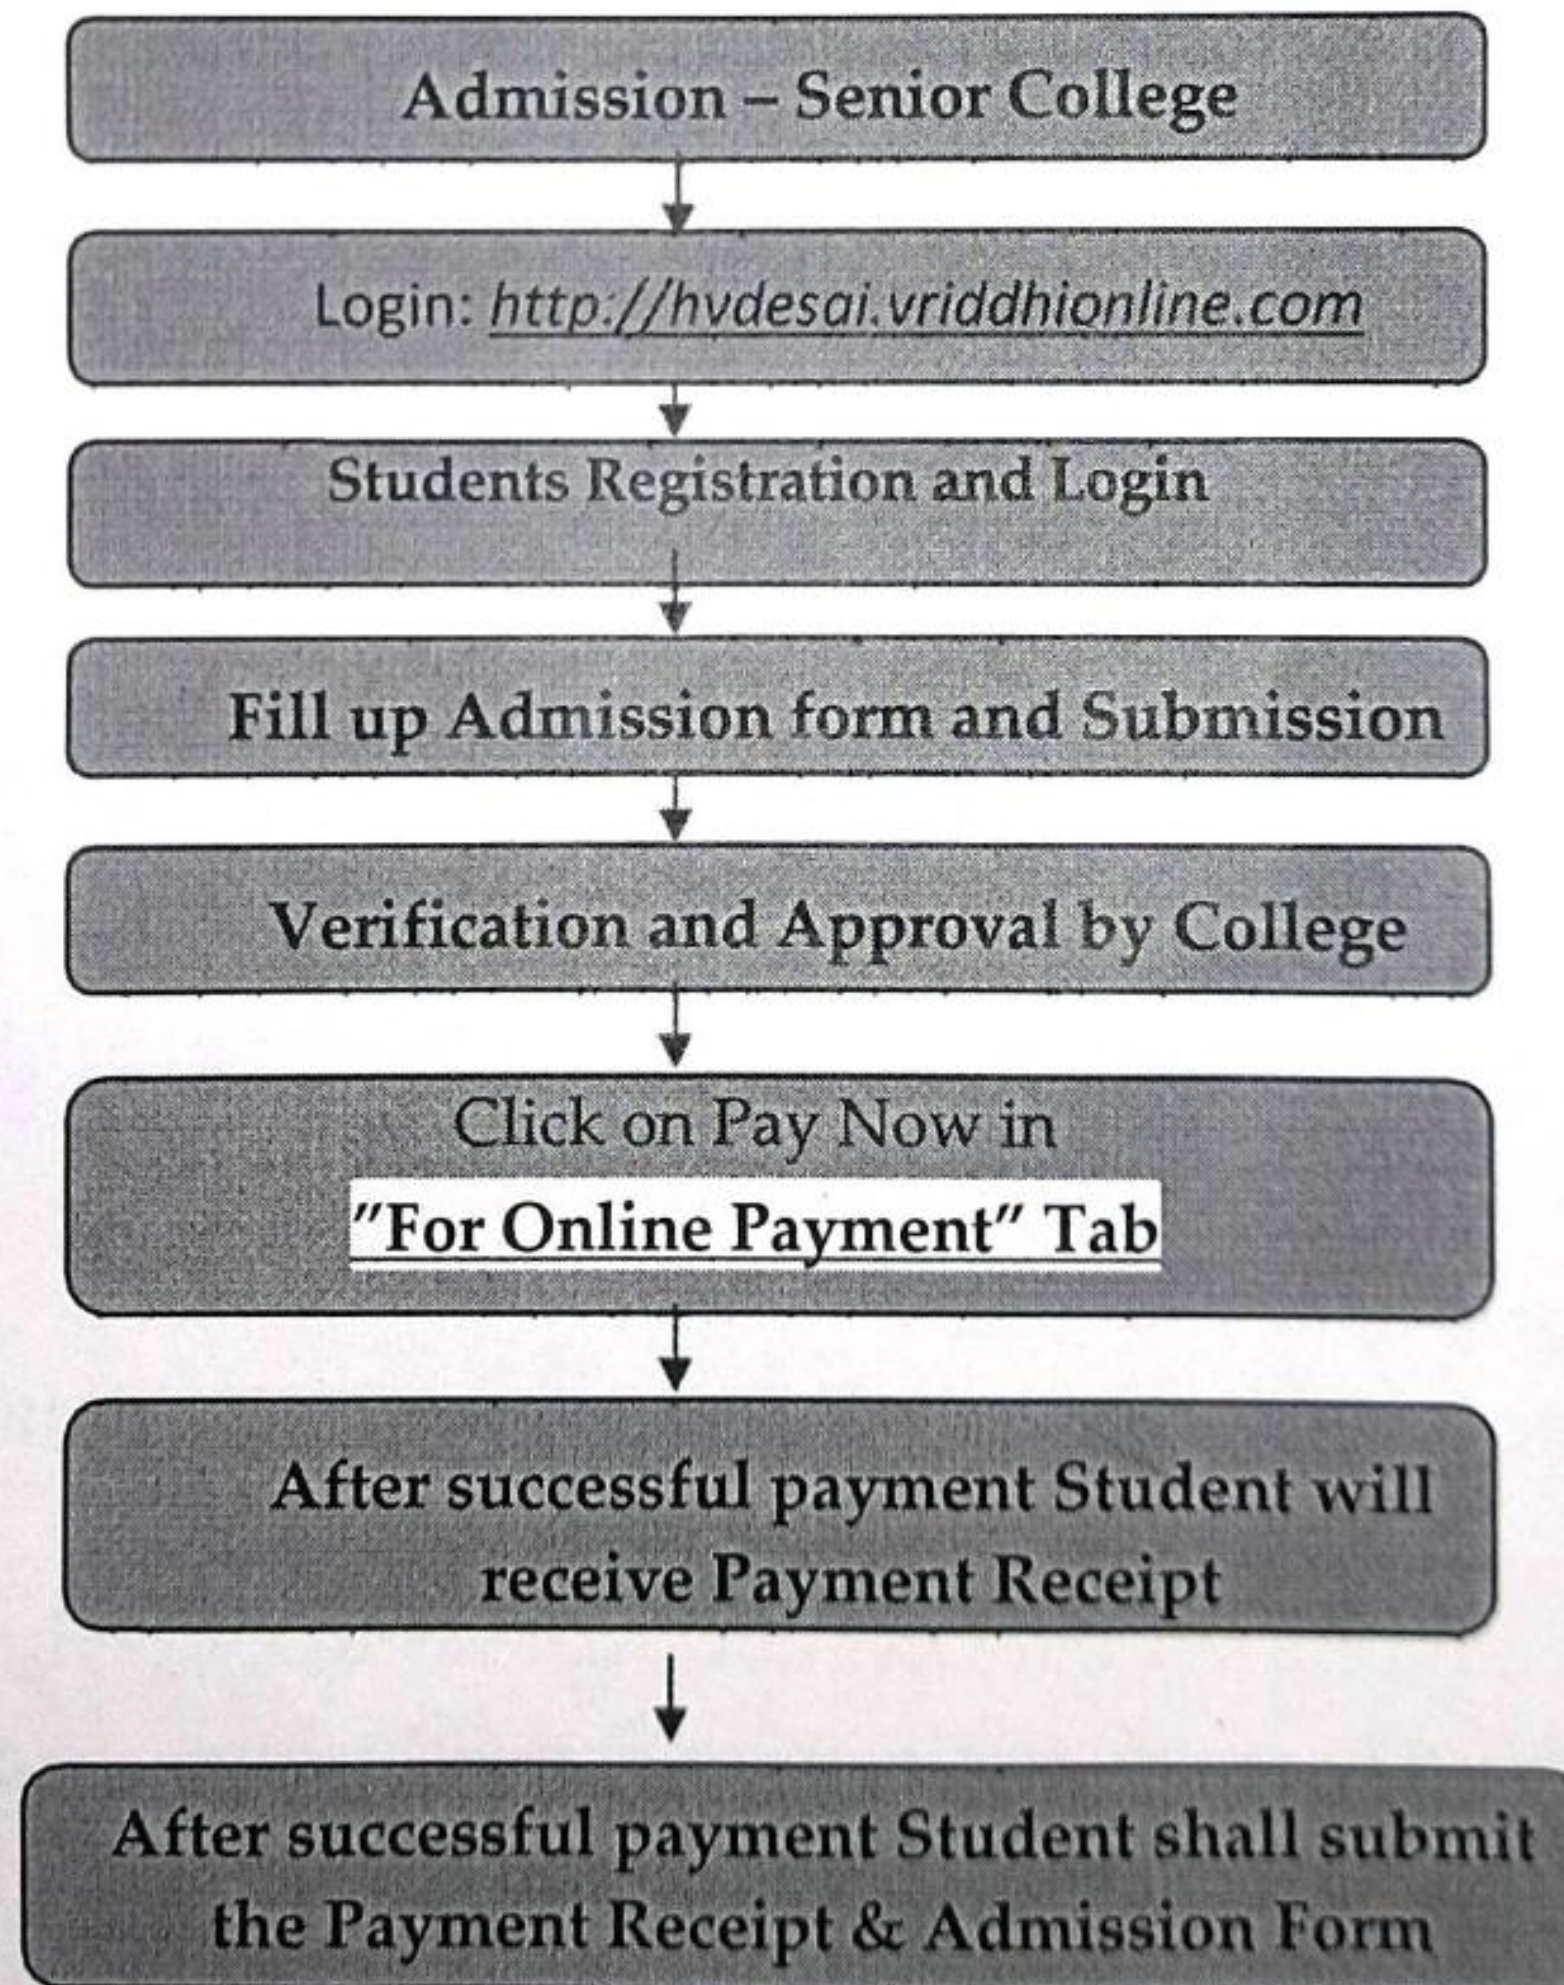 Admission – Senior College
Login: http://hvdesai.vriddhionline.com
Students Registration and Login
Fill up Admission form and Submission
Verification and Approval by College
Click on Pay Now in
"For Online Payment" Tab
After successful payment Student will
receive Payment Receipt
After successful payment Student shall submit
the Payment Receipt & Admission Form